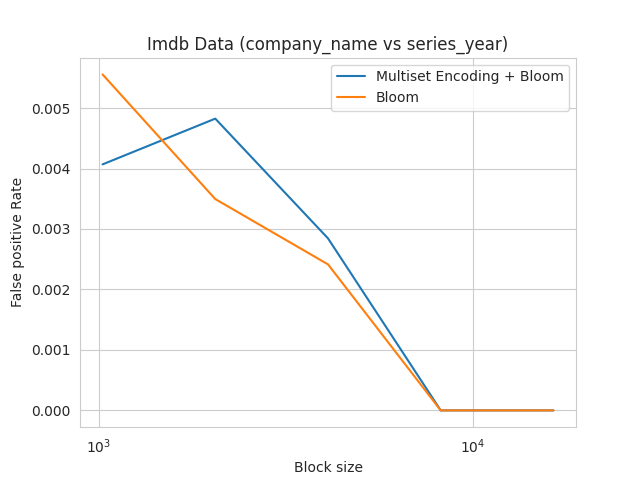 Imdb Data (company_name vs series_year)
Multiset Encoding + Bloom
Bloom
False positive Rate
0.005
0.004
0.003
0.002
0.001
0.000
10³
10⁴
Block size